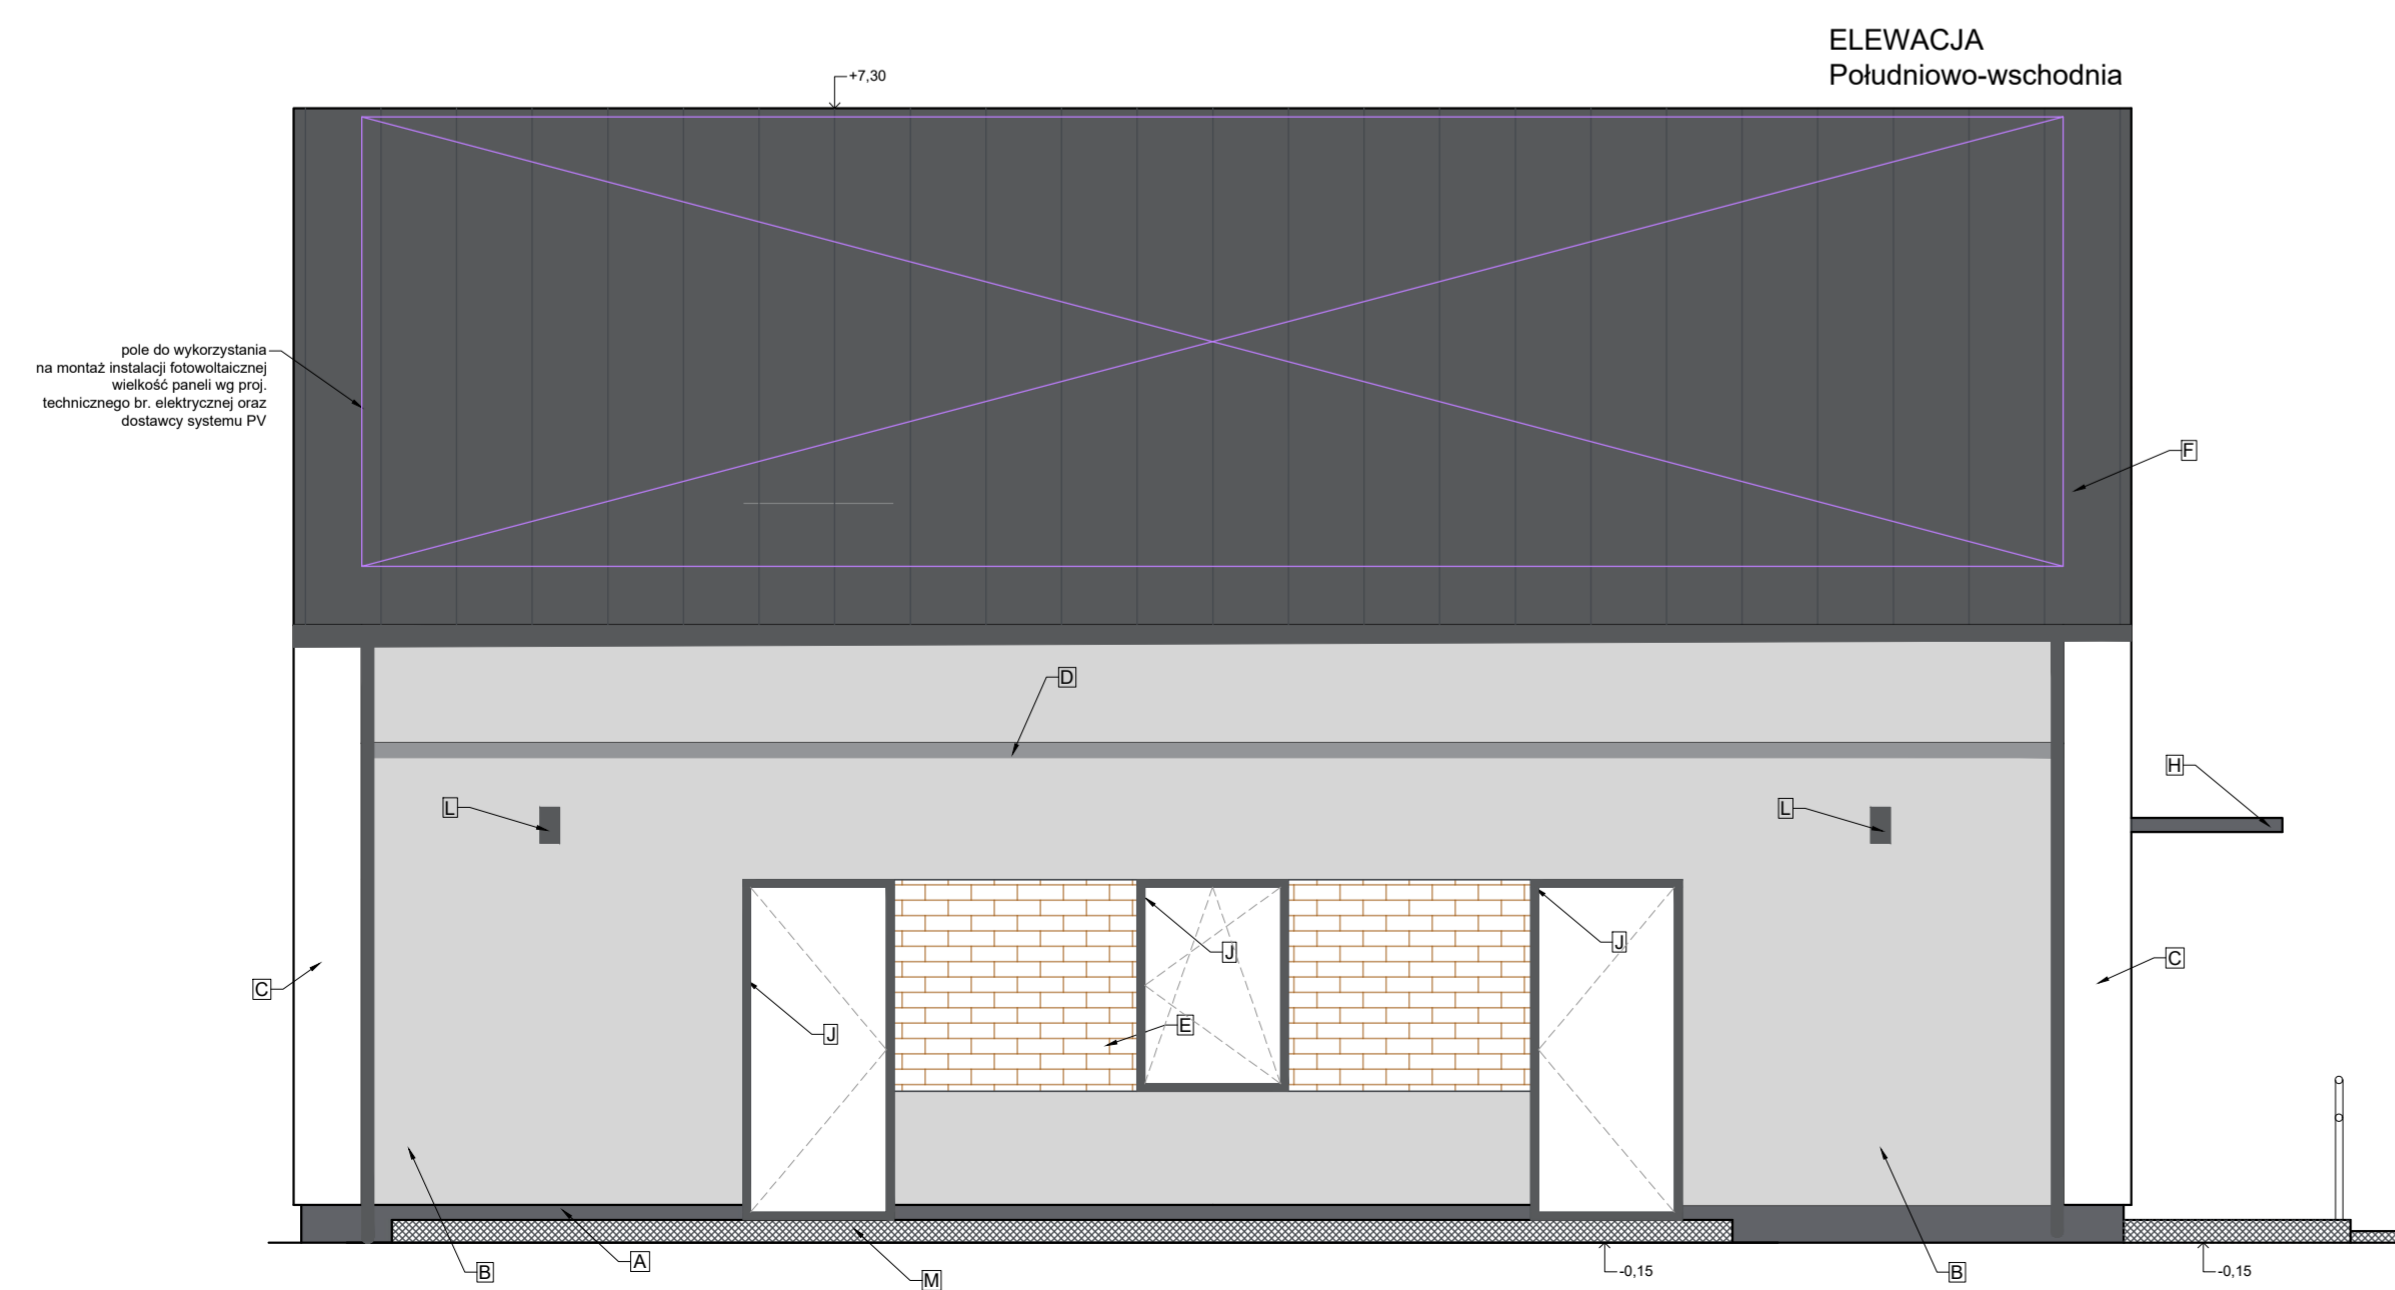 ELEWACJA
Południowo-wschodnia
+7,30
pole do wykorzystania
na montaż instalacji fotowoltaicznej
wielkość paneli wg proj.
technicznego br. elektrycznej oraz
dostawcy systemu PV
F
D
H
L
L
J
J
C
C
E
J
A
B
M
-0,15
B
-0,15